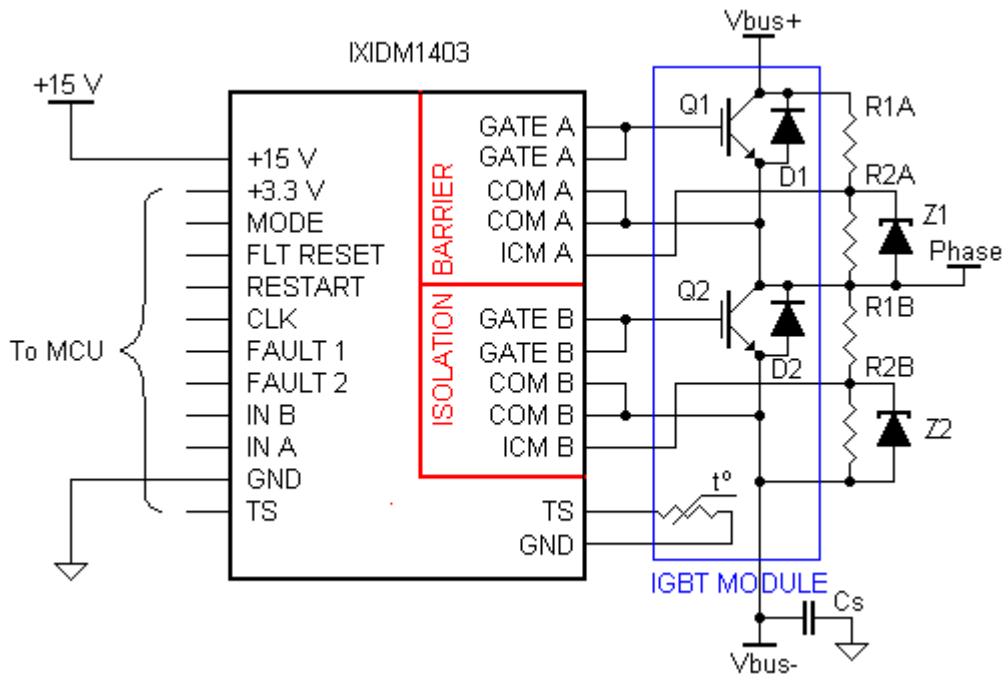 Vbus+
IXIDM1403
+15 V
Q1
R1A
GATE A
GATE A
+15 V
+3.3 V
COM A
D1
R2A
MODE
COM A
Z1
FLT RESET
ICM A
Phase
BARRIER
RESTART
Q2
R1B
CLK
GATE B
To MCU
FAULT 1
GATE B
D2
R2B
FAULT 2
COM B
IN B
COM B
Z2
ISOLATION
IN A
ICM B
GND
t°
TS
TS
GND
IGBT MODULE
Cs
Vbus-